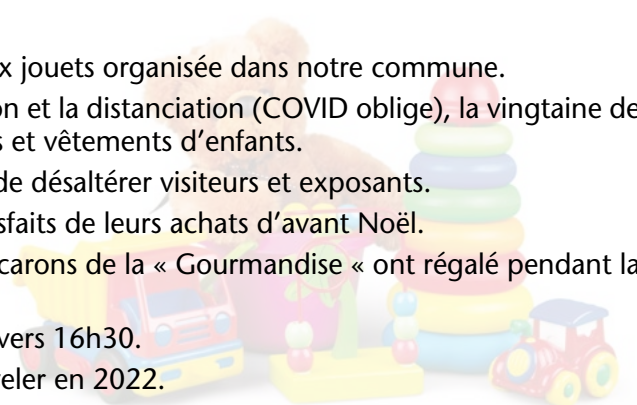 x jouets organisée dans notre commune.
on et la distanciation (COVID oblige), la vingtaine de
s et vêtements d’enfants.
de désaltérer visiteurs et exposants.
sfaits de leurs achats d’avant Noël.
carons de la « Gourmandise « ont régalé pendant la
vers 16h30.
eler en 2022.